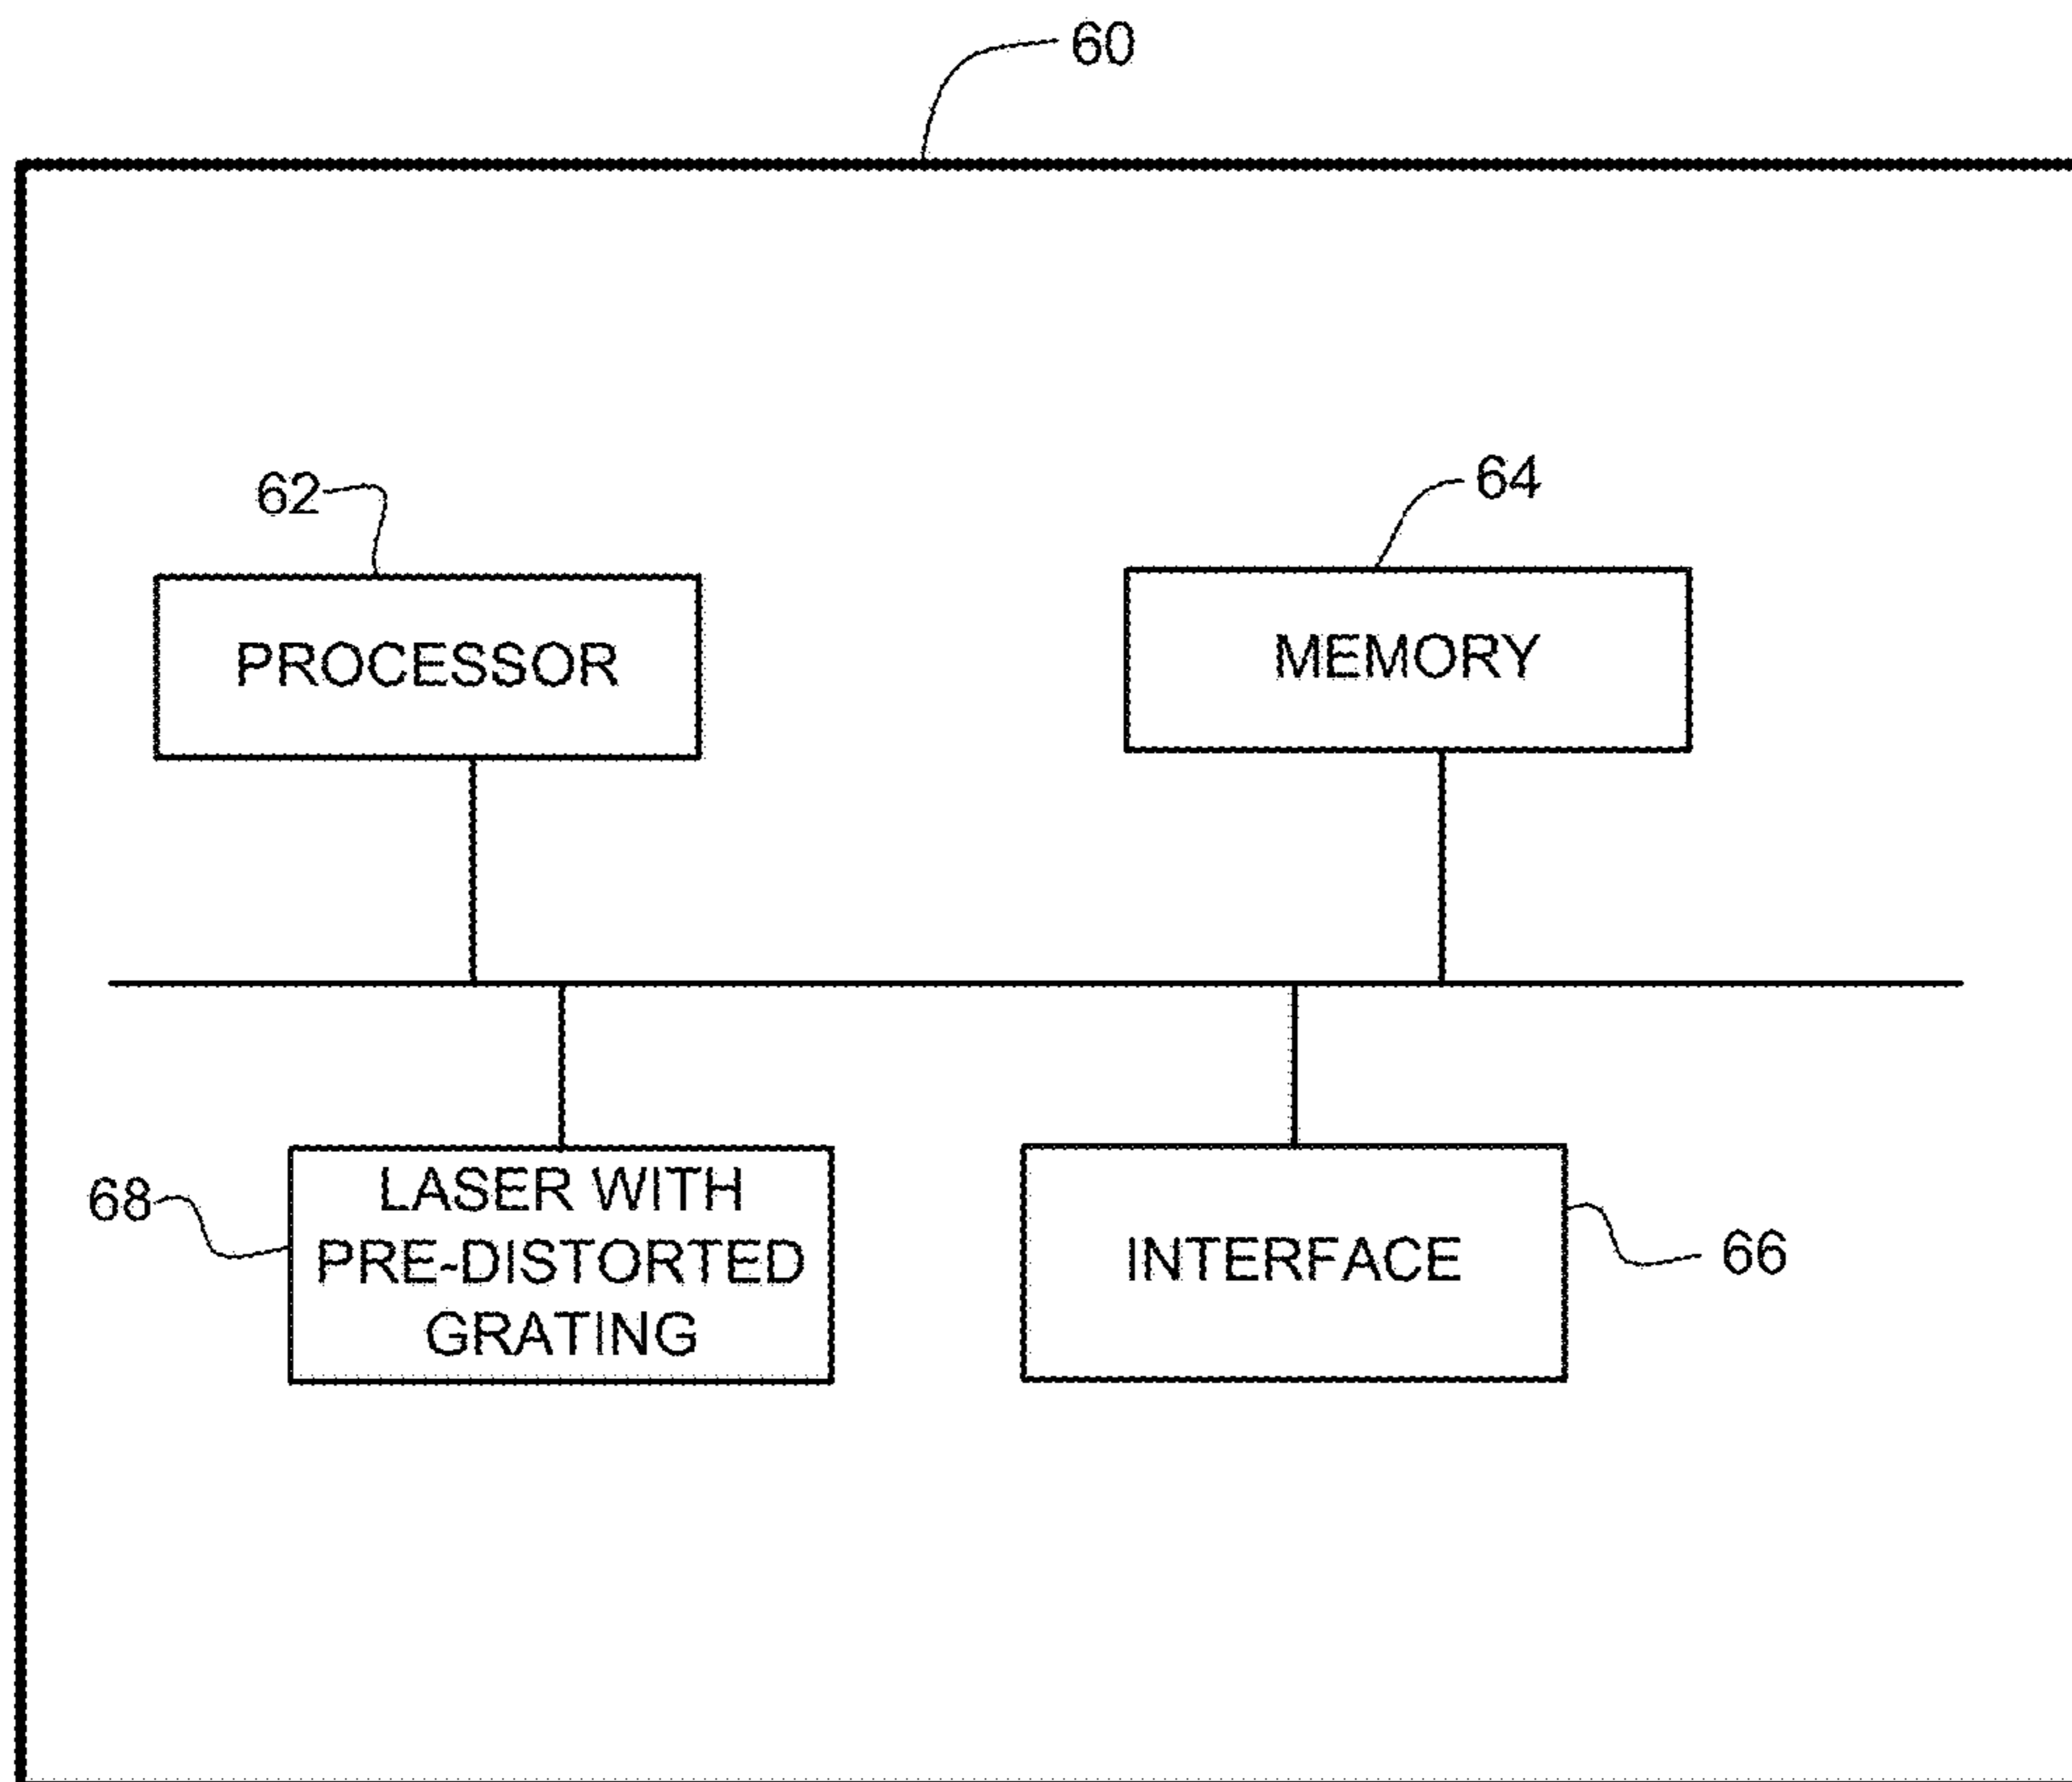 60
62
64
PROCESSOR
MEMORY
68
LASER WITH
PRE-DISTORTED
GRATING
INTERFACE
66